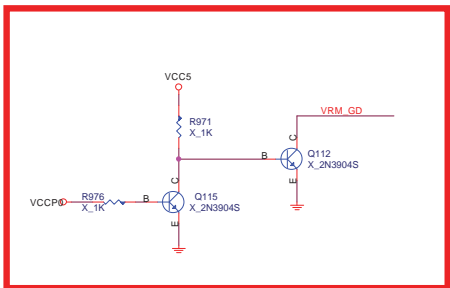 VCC5
VRM_GD
R971
X_1K
C
B
C
Q112
X_2N3904S
E
VCCP0
R976
X_1K
B
C
Q115
X_2N3904S
E